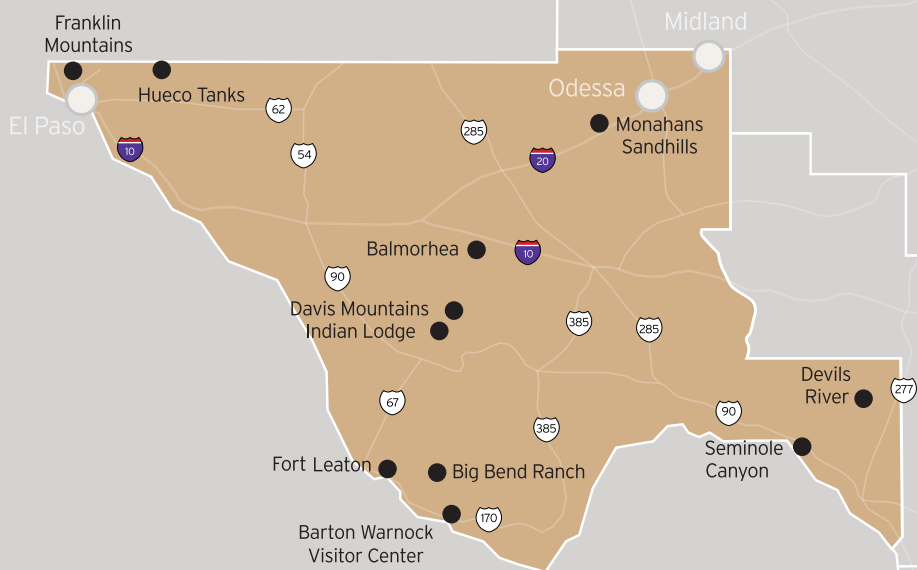 Franklin
Mountains
Midland
Hueco Tanks
Odessa
El Paso
62
285
Monahans
Sandhills
10
54
20
Balmorhea
10
90
Davis Mountains
Indian Lodge
385
285
Devils
River
277
67
90
385
Seminole
Canyon
Fort Leaton
Big Bend Ranch
170
Barton Warnock
Visitor Center